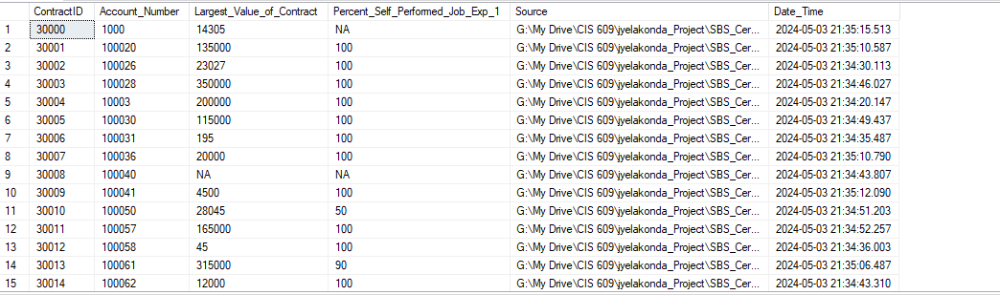 ContractID Account_Number Largest_Value_of_Contract Percent_Self_Performed_Job_Exp_1 Source Date_Time
1 30000 1000 14305 NA G:\My Drive\CIS 609\jyelakonda_Project\SBS_Cer... 2024-05-03 21:35:15.513
2 30001 100020 135000 100 G:\My Drive\CIS 609\jyelakonda_Project\SBS_Cer... 2024-05-03 21:35:10.587
3 30002 100026 23027 100 G:\My Drive\CIS 609\jyelakonda_Project\SBS_Cer... 2024-05-03 21:34:30.113
4 30003 100028 350000 100 G:\My Drive\CIS 609\jyelakonda_Project\SBS_Cer... 2024-05-03 21:34:46.027
5 30004 10003 200000 100 G:\My Drive\CIS 609\jyelakonda_Project\SBS_Cer... 2024-05-03 21:34:20.147
6 30005 100030 115000 100 G:\My Drive\CIS 609\jyelakonda_Project\SBS_Cer... 2024-05-03 21:34:49.437
7 30006 100031 195 100 G:\My Drive\CIS 609\jyelakonda_Project\SBS_Cer... 2024-05-03 21:34:35.487
8 30007 100036 20000 100 G:\My Drive\CIS 609\jyelakonda_Project\SBS_Cer... 2024-05-03 21:35:10.790
9 30008 100040 NA NA G:\My Drive\CIS 609\jyelakonda_Project\SBS_Cer... 2024-05-03 21:34:43.807
10 30009 100041 4500 100 G:\My Drive\CIS 609\jyelakonda_Project\SBS_Cer... 2024-05-03 21:35:12.090
11 30010 100050 28045 50 G:\My Drive\CIS 609\jyelakonda_Project\SBS_Cer... 2024-05-03 21:34:51.203
12 30011 100057 165000 100 G:\My Drive\CIS 609\jyelakonda_Project\SBS_Cer... 2024-05-03 21:34:52.257
13 30012 100058 45 100 G:\My Drive\CIS 609\jyelakonda_Project\SBS_Cer... 2024-05-03 21:34:36.003
14 30013 100061 315000 90 G:\My Drive\CIS 609\jyelakonda_Project\SBS_Cer... 2024-05-03 21:35:06.487
15 30014 100062 12000 100 G:\My Drive\CIS 609\jyelakonda_Project\SBS_Cer... 2024-05-03 21:34:43.310